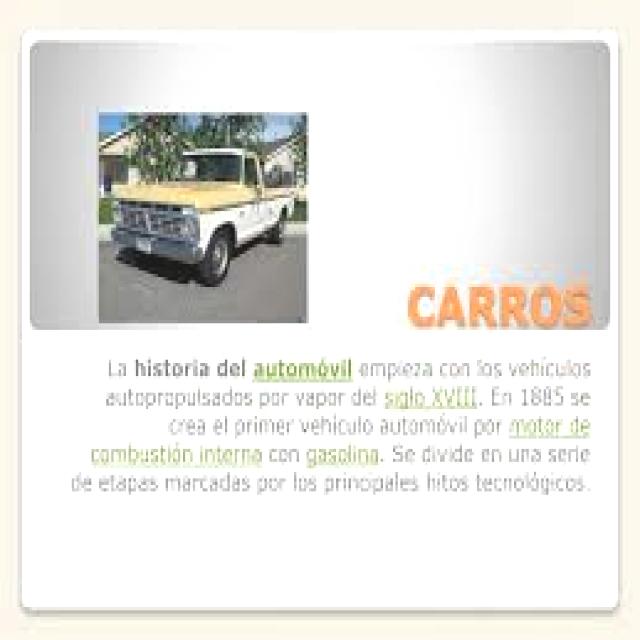 CARROS
La historia del automóvil empieza con los vehículos
autopropulsados por vapor del siglo XVIII. En 1885 se
crea el primer vehículo automóvil por motor de
combustión interna con gasolina. Se divide en una serie
de etapas marcadas por los principales hitos tecnológicos.